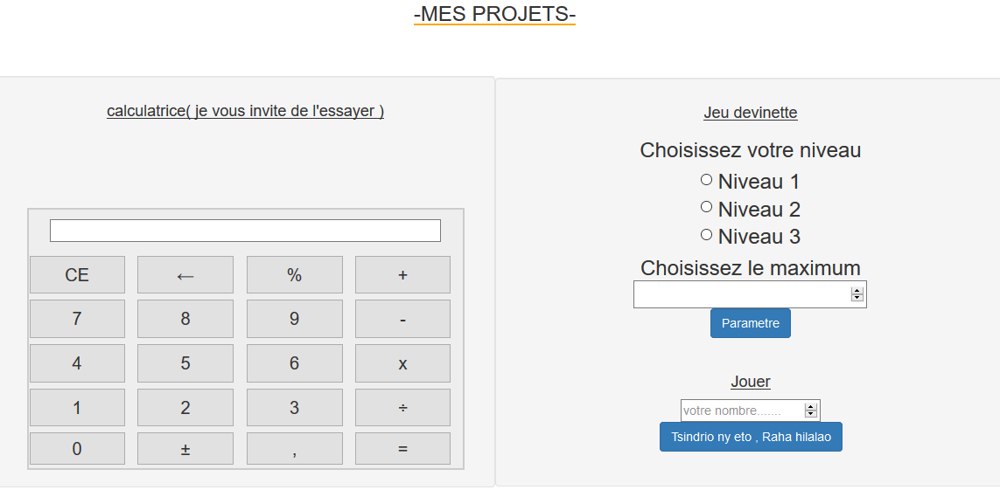 -MES PROJETS-
calculatrice( je vous invite de l'essayer )
CE ← % +
7 8 9 -
4 5 6 x
1 2 3 ÷
0 ± , =
Jeu devinette
Choisissez votre niveau
Niveau 1
Niveau 2
Niveau 3
Choisissez le maximum
Parametre
Jouer
votre nombre.......
Tsindrio ny eto , Raha hilalao